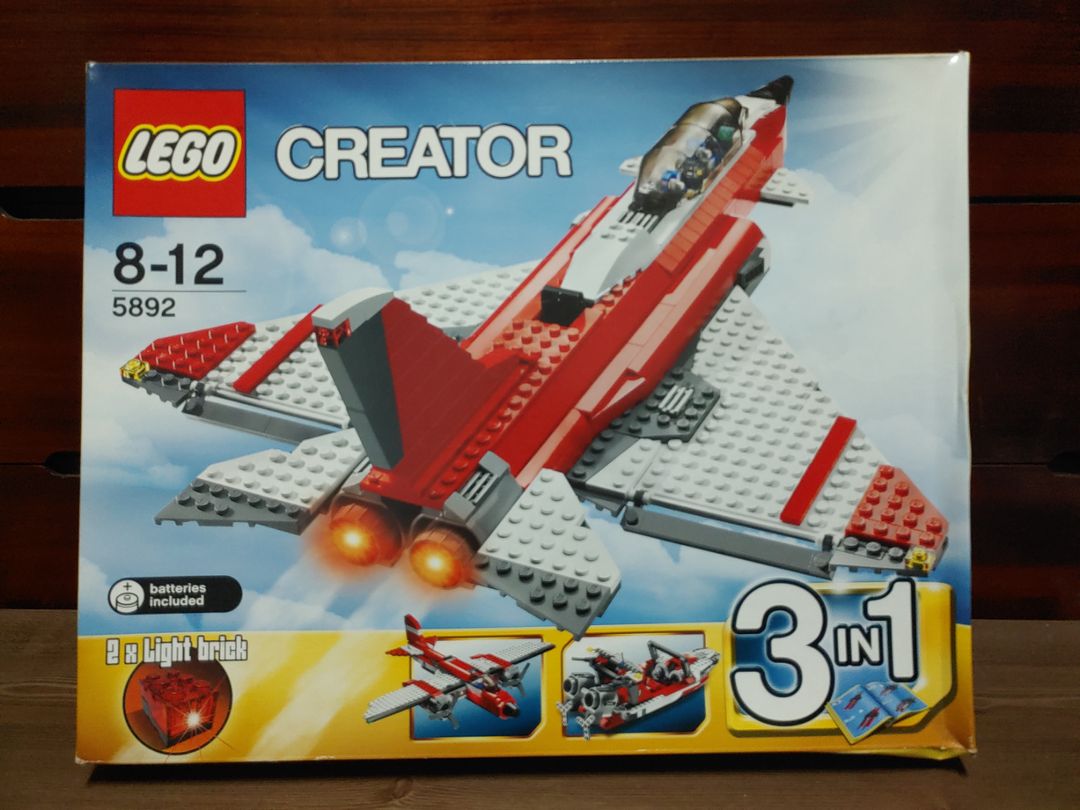 LEGO
CREATOR
8-12
5892
batteries
included
2 x Light brick
3 IN 1